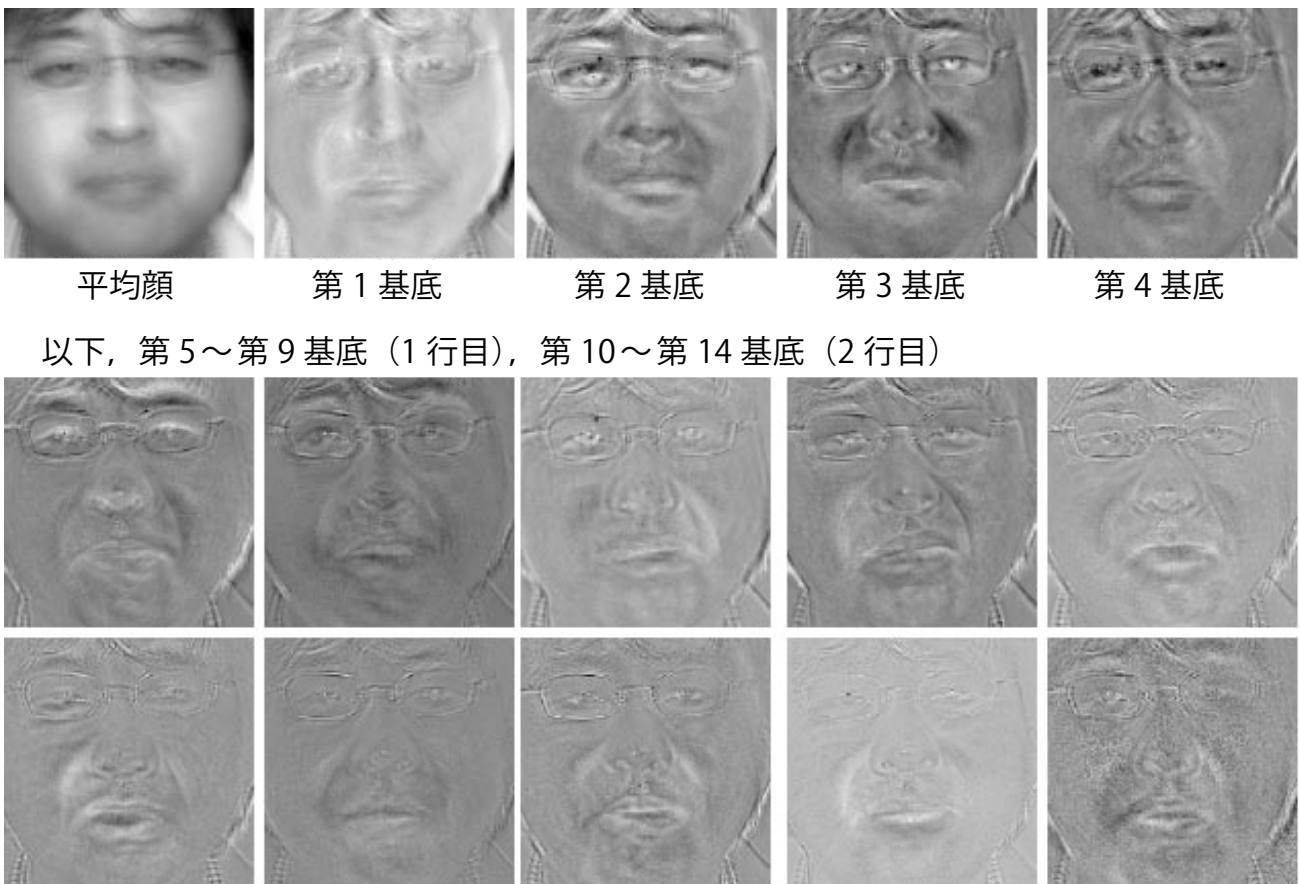 平均顔 第 1 基底 第 2 基底 第 3 基底 第 4 基底
以下，第 5～第 9 基底（1 行目），第 10～第 14 基底（2 行目）